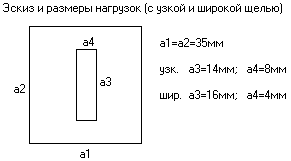 Эскиз и размеры нагрузок (с узкой и широкой щелью)
a4
a1=a2=35мм
a3
узк. a3=14мм; a4=8мм
a2
шир. a3=16мм; a4=4мм
a1